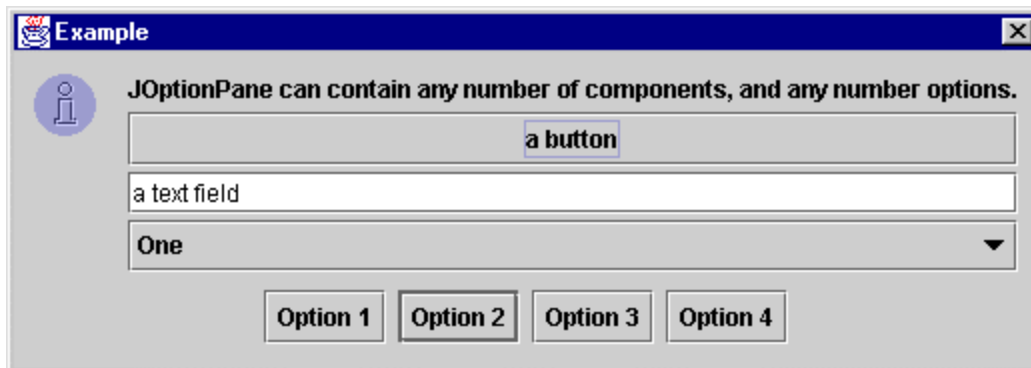 Example
JOptionPane can contain any number of components, and any number options.
a button
a text field
One
Option 1 Option 2 Option 3 Option 4